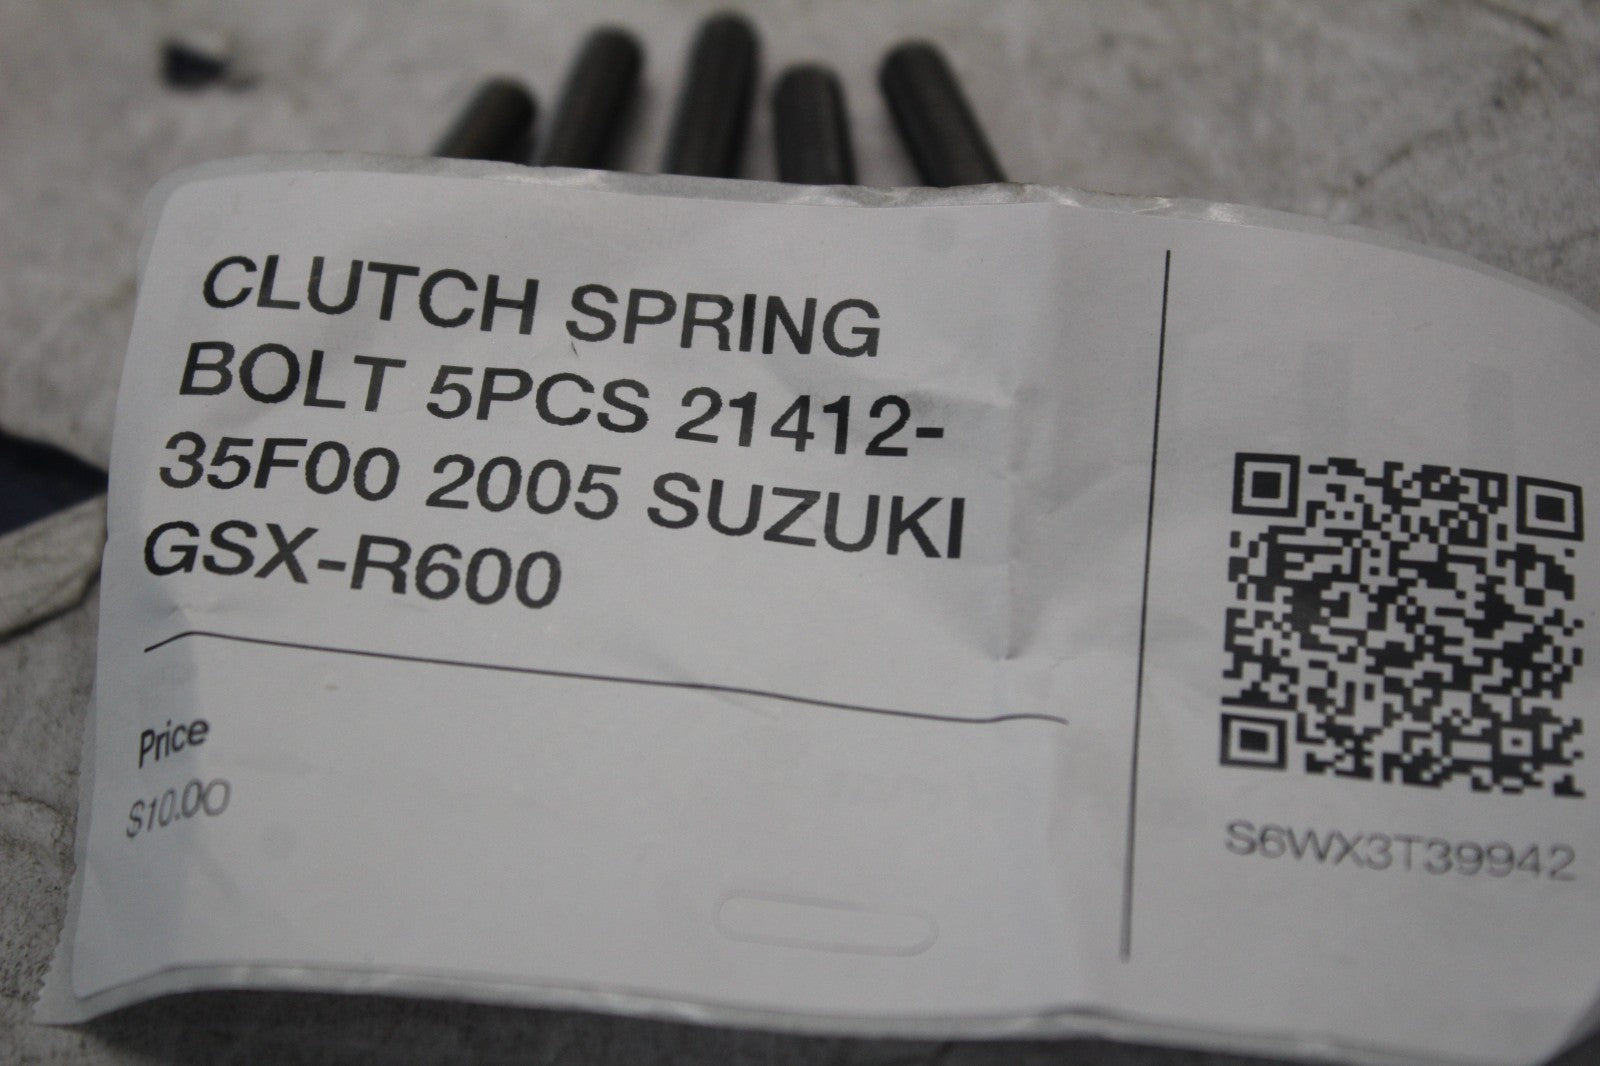 CLUTCH SPRING
BOLT 5PCS 21412-
35F00 2005 SUZUKI
GSX-R600
Price
$10.00
S6WX3T39942